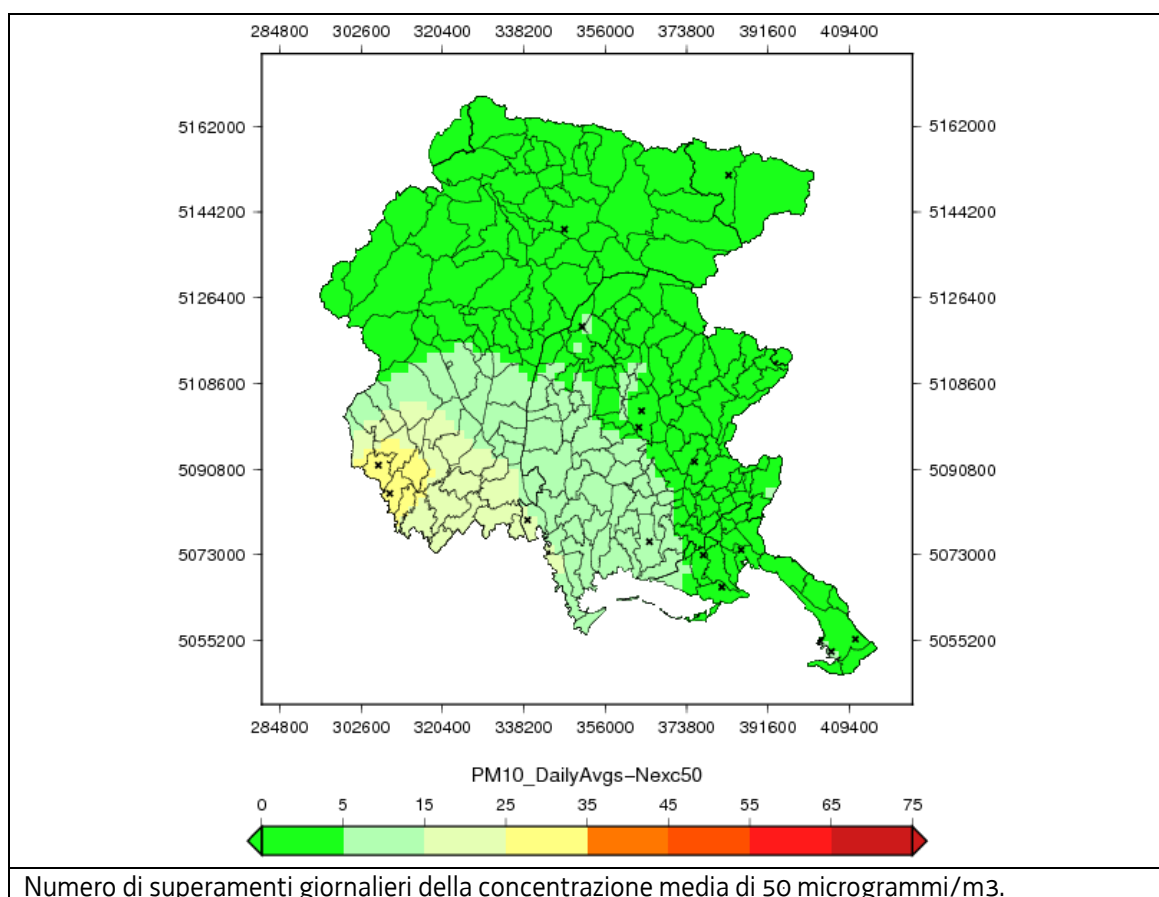 284800 302600 320400 338200 356000 373800 391600 409400
5162000 5162000
5144200 5144200
5126400 5126400
5108600 5108600
5090800 5090800
5073000 5073000
5055200 5055200
284800 302600 320400 338200 356000 373800 391600 409400
PM10_DailyAvgs-Nexc50
0 5 15 25 35 45 55 65 75
Numero di superamenti giornalieri della concentrazione media di 50 microgrammi/m3.